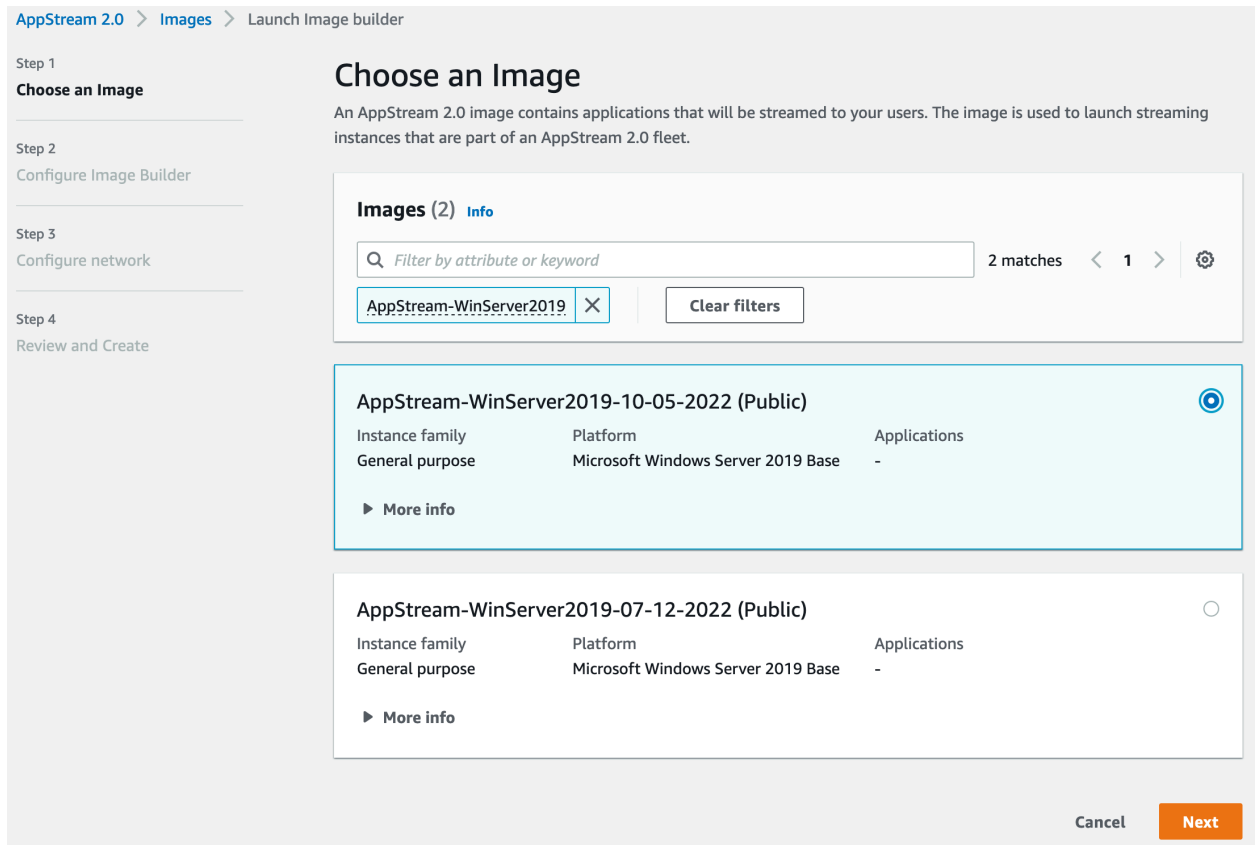 AppStream 2.0 > Images > Launch Image builder
Step 1
Choose an Image
Step 2
Configure Image Builder
Step 3
Configure network
Step 4
Review and Create
Choose an Image
An AppStream 2.0 image contains applications that will be streamed to your users. The image is used to launch streaming
instances that are part of an AppStream 2.0 fleet.
Images (2) Info
Filter by attribute or keyword
2 matches < 1 >
AppStream-WinServer2019
Clear filters
AppStream-WinServer2019-10-05-2022 (Public)
Instance family Platform Applications
General purpose Microsoft Windows Server 2019 Base -
More info
AppStream-WinServer2019-07-12-2022 (Public)
Instance family Platform Applications
General purpose Microsoft Windows Server 2019 Base -
More info
Cancel Next